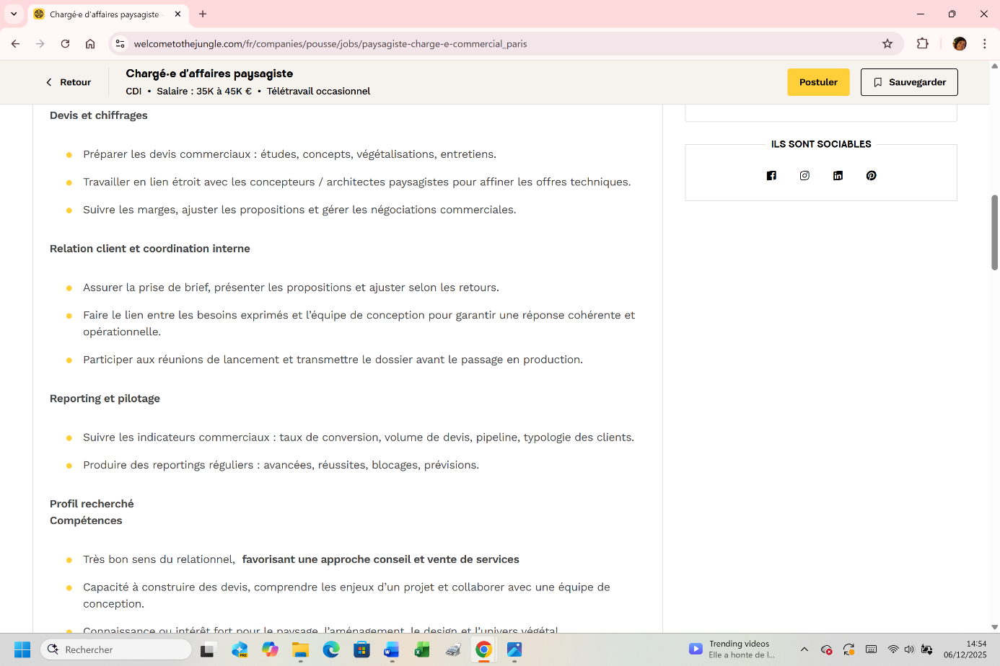 Chargé·e d'affaires paysagiste -
welcometothejungle.com/fr/companies/pousse/jobs/paysagiste-charge-e-commercial_paris
Retour
Chargé·e d'affaires paysagiste
CDI • Salaire : 35K à 45K € • Télétravail occasionnel
Postuler
Sauvegarder
Devis et chiffrages
Préparer les devis commerciaux : études, concepts, végétalisations, entretiens.
Travailler en lien étroit avec les concepteurs / architectes paysagistes pour affiner les offres techniques.
Suivre les marges, ajuster les propositions et gérer les négociations commerciales.
Relation client et coordination interne
Assurer la prise de brief, présenter les propositions et ajuster selon les retours.
Faire le lien entre les besoins exprimés et l'équipe de conception pour garantir une réponse cohérente et
opérationnelle.
Participer aux réunions de lancement et transmettre le dossier avant le passage en production.
Reporting et pilotage
Suivre les indicateurs commerciaux : taux de conversion, volume de devis, pipeline, typologie des clients.
Produire des reportings réguliers : avancées, réussites, blocages, prévisions.
Profil recherché
Compétences
Très bon sens du relationnel, favorisant une approche conseil et vente de services
Capacité à construire des devis, comprendre les enjeux d'un projet et collaborer avec une équipe de
conception.
Connaissance ou intérêt fort pour le paysage, l'aménagement, le design et l'univers végétal
ILS SONT SOCIABLES
Rechercher
PRE
Trending videos
Elle a honte de l...
14:54
06/12/2025